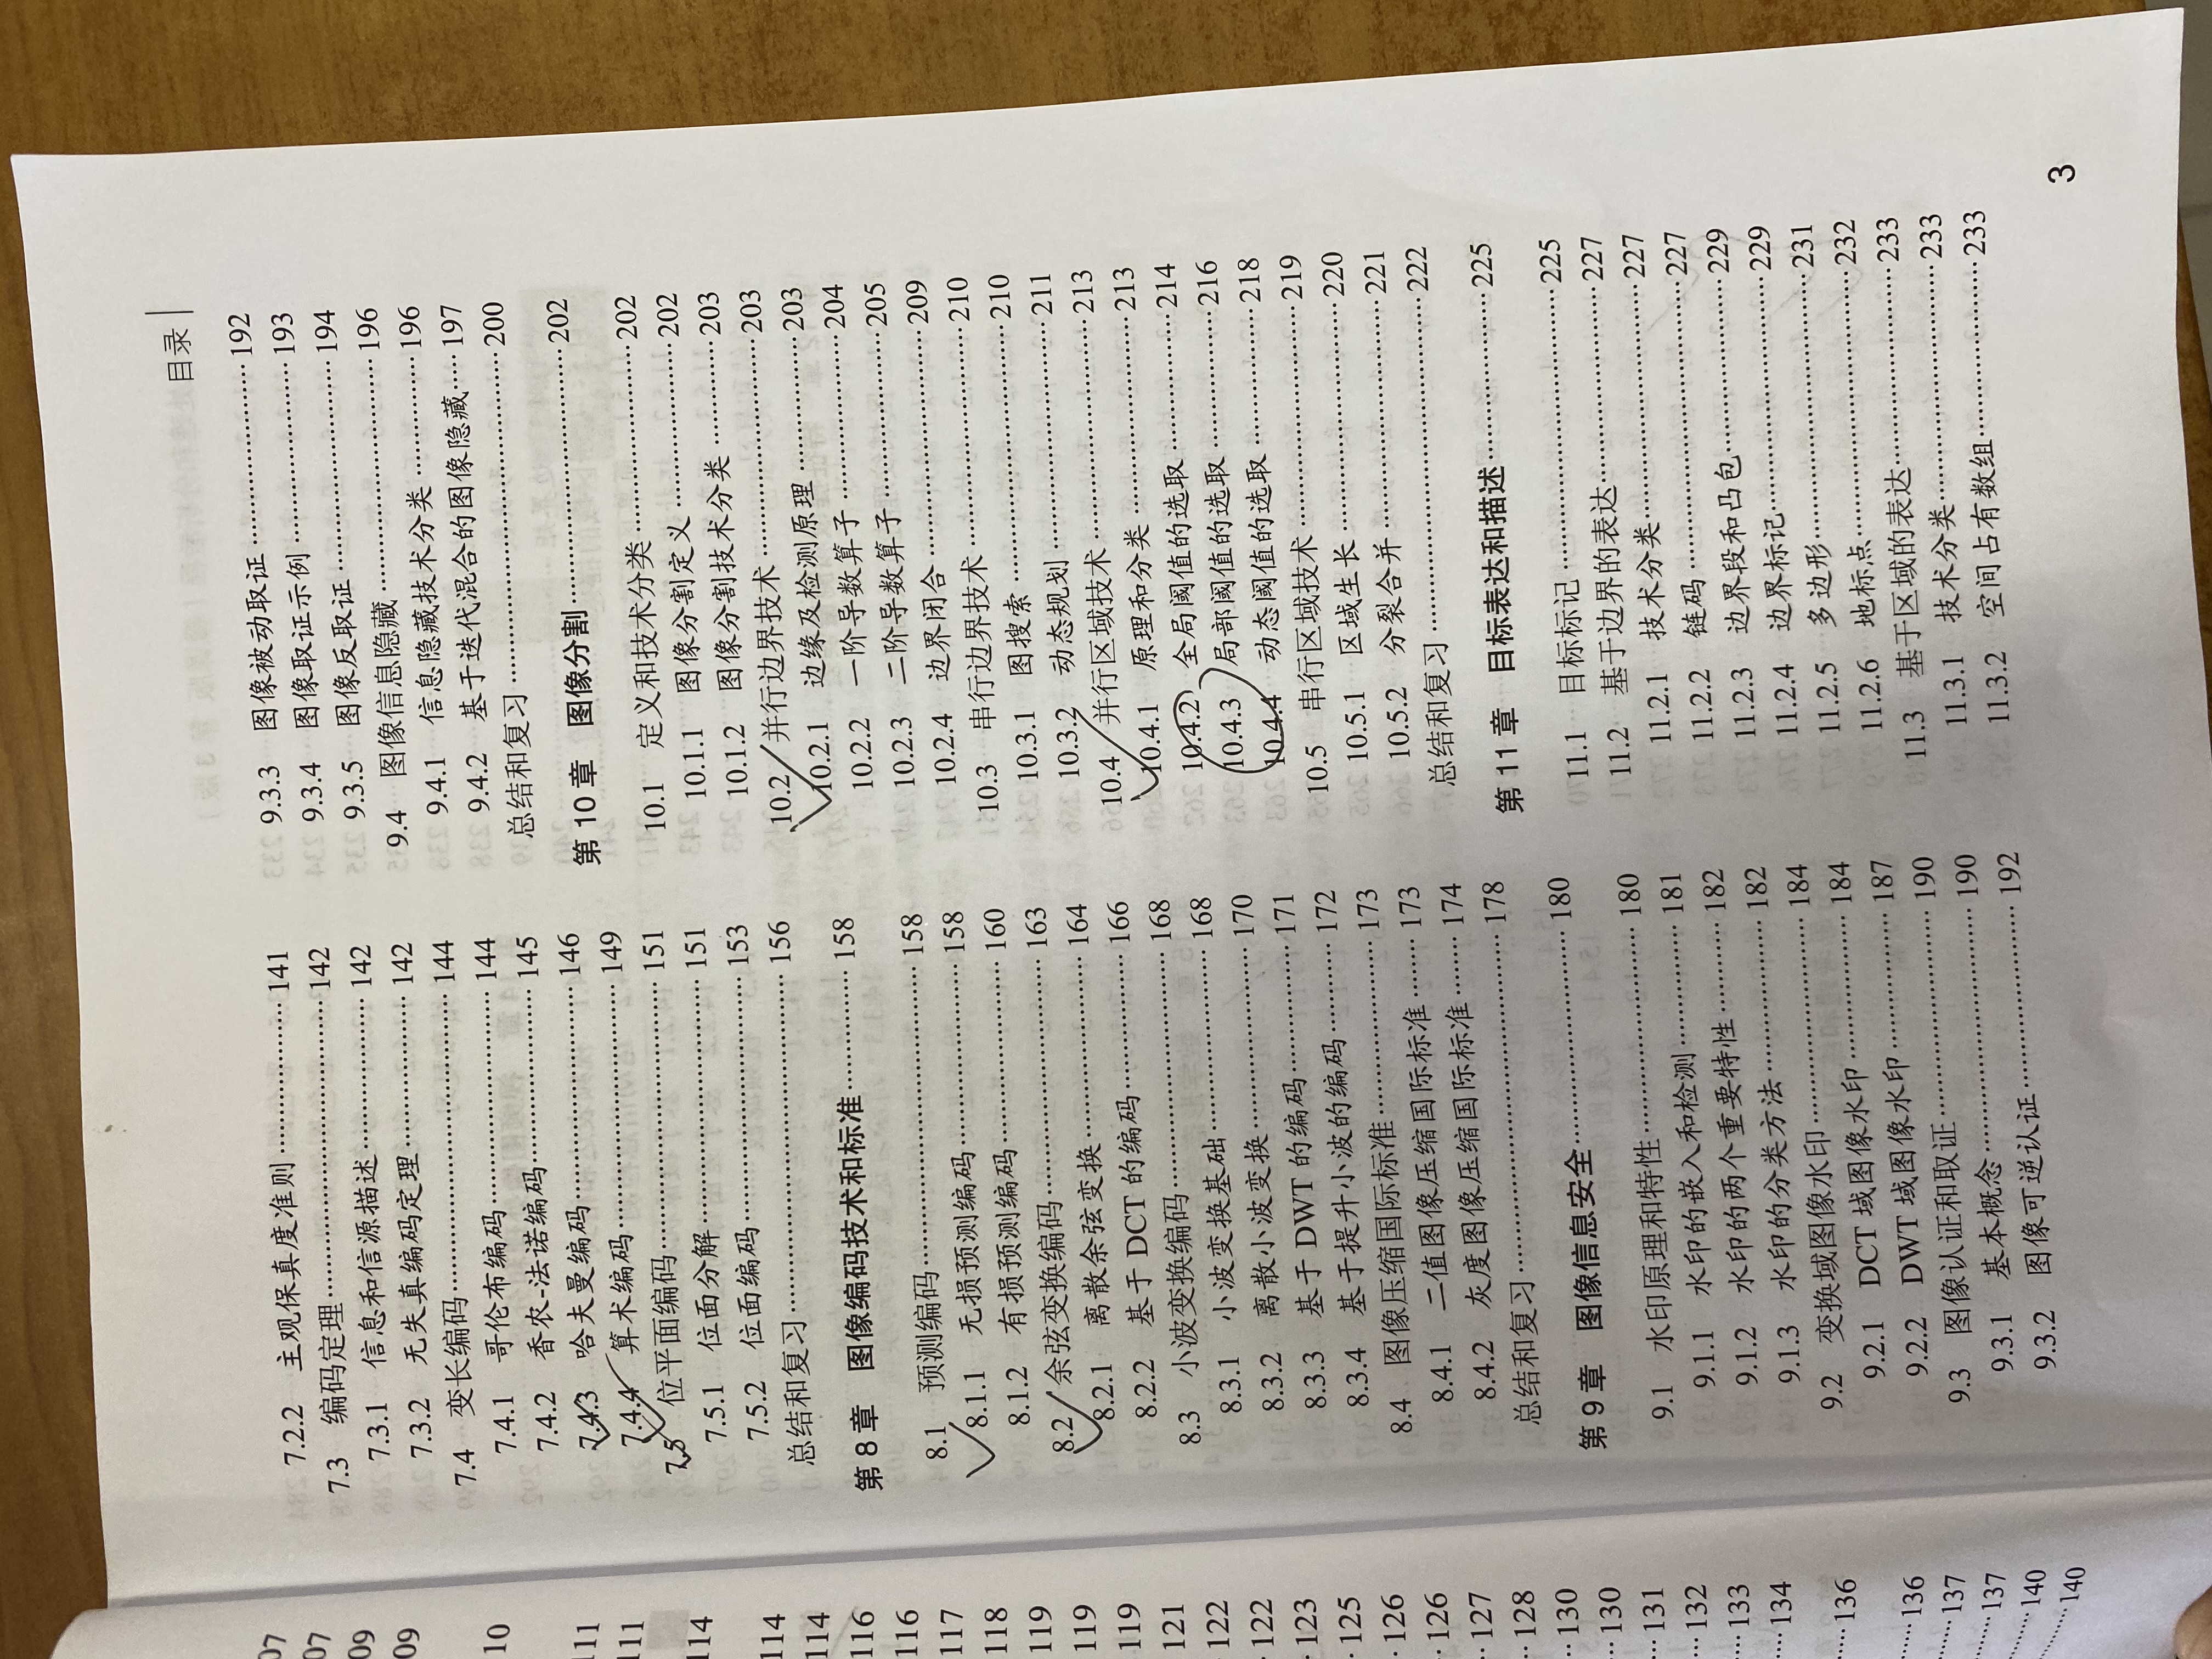 目录
7.2.2 主观保真度准则 141
7.3 编码定理 142
7.3.1 信息和信源描述 142
7.3.2 无失真编码定理 142
7.4 变长编码 144
7.4.1 哥伦布编码 144
7.4.2 香农-法诺编码 145
7.4.3 哈夫曼编码 146
7.4.4 算术编码 149
7.5 位平面编码 151
7.5.1 位面分解 151
7.5.2 位面编码 153
总结和复习 156
第8章 图像编码技术和标准 158
8.1 预测编码 158
8.1.1 无损预测编码 158
8.1.2 有损预测编码 160
8.2 余弦变换编码 163
8.2.1 离散余弦变换 164
8.2.2 基于 DCT 的编码 166
8.3 小波变换编码 168
8.3.1 小波变换基础 168
8.3.2 离散小波变换 170
8.3.3 基于 DWT 的编码 171
8.3.4 基于提升小波的编码 172
8.4 图像压缩国际标准 173
8.4.1 二值图像压缩国际标准 173
8.4.2 灰度图像压缩国际标准 174
总结和复习 178
第9章 图像信息安全 180
9.1 水印原理和特性 180
9.1.1 水印的嵌入和检测 181
9.1.2 水印的两个重要特性 182
9.1.3 水印的分类方法 182
9.2 变换域图像水印 184
9.2.1 DCT 域图像水印 184
9.2.2 DWT 域图像水印 187
9.3 图像认证和取证 190
9.3.1 基本概念 190
9.3.2 图像可逆认证 192
9.3.3 图像被动取证 192
9.3.4 图像取证示例 193
9.3.5 图像反取证 194
9.4 图像信息隐藏 196
9.4.1 信息隐藏技术分类 196
9.4.2 基于迭代混合的图像隐藏 197
总结和复习 200
第10章 图像分割 202
10.1 定义和技术分类 202
10.1.1 图像分割定义 202
10.1.2 图像分割技术分类 203
10.2 并行边界技术 203
10.2.1 边缘及检测原理 203
10.2.2 一阶导数算子 204
10.2.3 二阶导数算子 205
10.2.4 边界闭合 209
10.3 串行边界技术 210
10.3.1 图搜索 210
10.3.2 动态规划 211
10.4 并行区域技术 213
10.4.1 原理和分类 213
10.4.2 全局阈值的选取 214
10.4.3 局部阈值的选取 216
10.4.4 动态阈值的选取 218
10.5 串行区域技术 219
10.5.1 区域生长 220
10.5.2 分裂合并 221
总结和复习 222
第11章 目标表达和描述 225
11.1 目标标记 225
11.2 基于边界的表达 227
11.2.1 技术分类 227
11.2.2 链码 227
11.2.3 边界段和凸包 229
11.2.4 边界标记 229
11.2.5 多边形 231
11.2.6 地标点 232
11.3 基于区域的表达 233
11.3.1 技术分类 233
11.3.2 空间占有数组 233
3